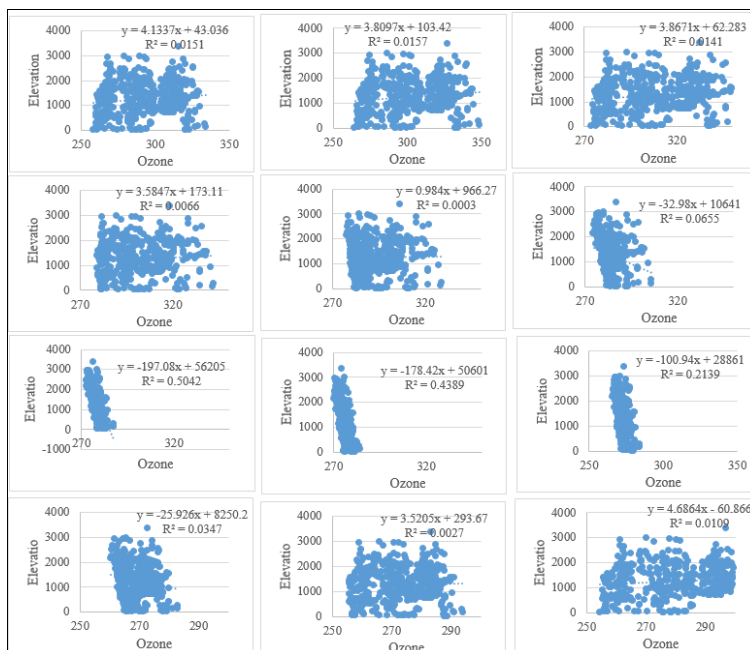 y = 4.1337x + 43.036
R² = 0.0151
4000
3000
2000
1000
0
250
300
350
Elevation
Ozone
y = 3.8097x + 103.42
R² = 0.0157
4000
3000
2000
1000
0
250
300
350
Elevation
Ozone
y = 3.8671x + 62.283
R² = 0.0141
4000
3000
2000
1000
0
270
320
Elevation
Ozone
y = 3.5847x + 173.11
R² = 0.0066
4000
3000
2000
1000
0
270
320
Elevatio
Ozone
y = 0.984x + 966.27
R² = 0.0003
4000
3000
2000
1000
0
270
320
Elevatio
Ozone
y = -32.98x + 10641
R² = 0.0655
4000
3000
2000
1000
0
270
320
Elevatio
Ozone
y = -197.08x + 56205
R² = 0.5042
4000
3000
2000
1000
0
-1000
270
320
Elevatio
Ozone
y = -178.42x + 50601
R² = 0.4389
4000
3000
2000
1000
0
270
320
Elevatio
Ozone
y = -100.94x + 28861
R² = 0.2139
4000
3000
2000
1000
0
250
300
350
Elevatio
Ozone
y = -25.926x + 8250.2
R² = 0.0347
4000
3000
2000
1000
0
250
270
290
Elevatio
Ozone
y = 3.5205x + 293.67
R² = 0.0027
4000
3000
2000
1000
0
250
270
290
Elevatio
Ozone
y = 4.6864x - 60.866
R² = 0.0109
4000
3000
2000
1000
0
250
270
290
Elevatio
Ozone